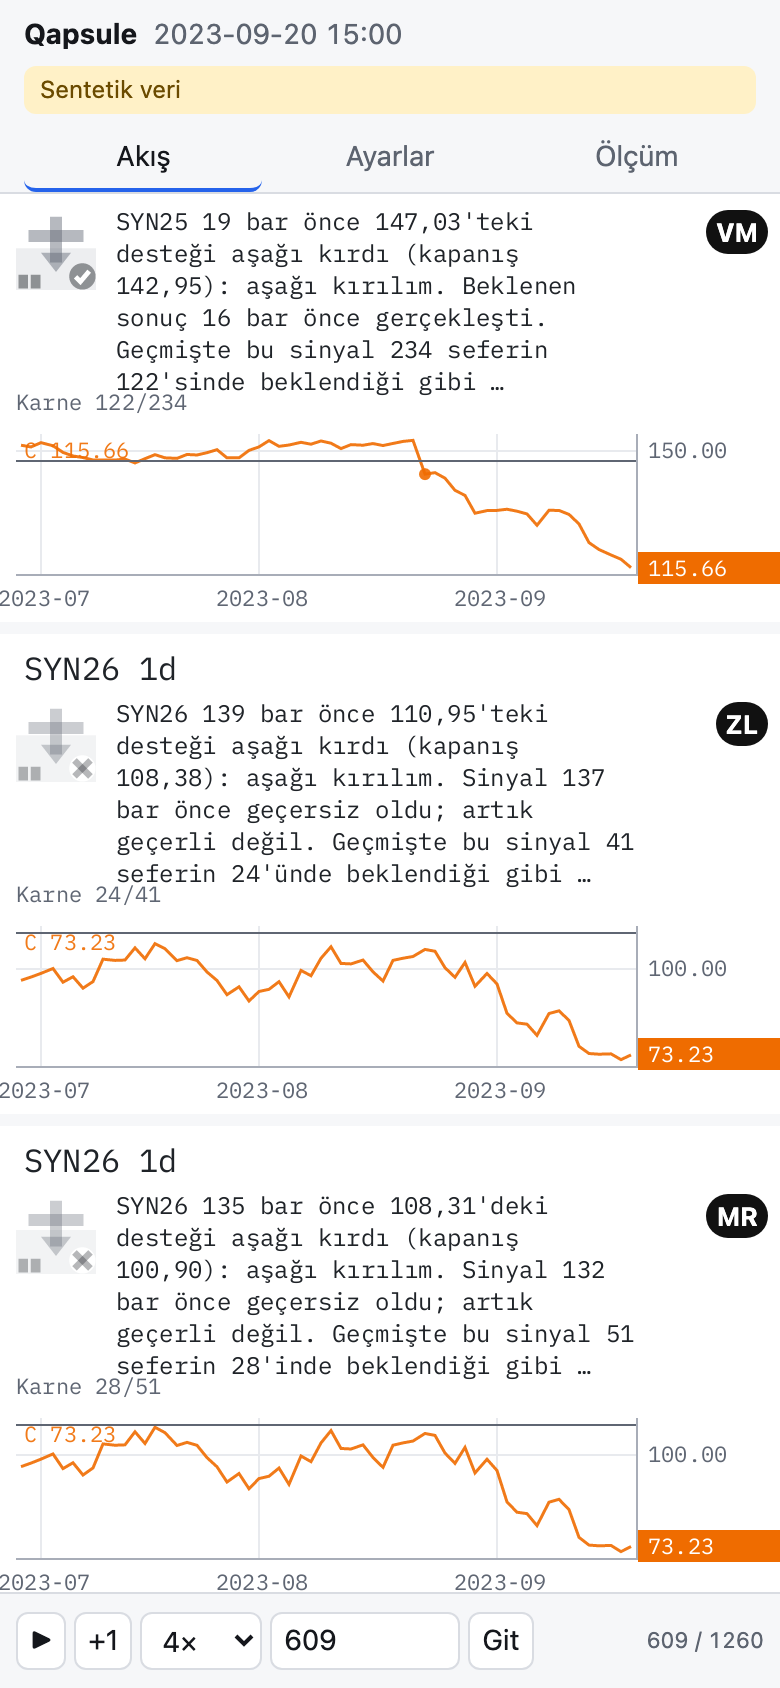 Qapsule 2023-09-20 15:00
Sentetik veri
Akış Ayarlar Ölçüm
SYN25 19 bar önce 147,03'teki
desteği aşağı kırdı (kapanış
142,95): aşağı kırılım. Beklenen
sonuç 16 bar önce gerçekleşti.
Geçmişte bu sinyal 234 seferin
122'sinde beklendiği gibi …
VM
Karne 122/234
C 115.66
150.00
115.66
2023-07 2023-08 2023-09
SYN26 1d
SYN26 139 bar önce 110,95'teki
desteği aşağı kırdı (kapanış
108,38): aşağı kırılım. Sinyal 137
bar önce geçersiz oldu; artık
geçerli değil. Geçmişte bu sinyal 41
seferin 24'ünde beklendiği gibi …
ZL
Karne 24/41
C 73.23
100.00
73.23
2023-07 2023-08 2023-09
SYN26 1d
SYN26 135 bar önce 108,31'deki
desteği aşağı kırdı (kapanış
100,90): aşağı kırılım. Sinyal 132
bar önce geçersiz oldu; artık
geçerli değil. Geçmişte bu sinyal 51
seferin 28'inde beklendiği gibi …
MR
Karne 28/51
C 73.23
100.00
73.23
2023-07 2023-08 2023-09
+1 4× 609 Git 609 / 1260